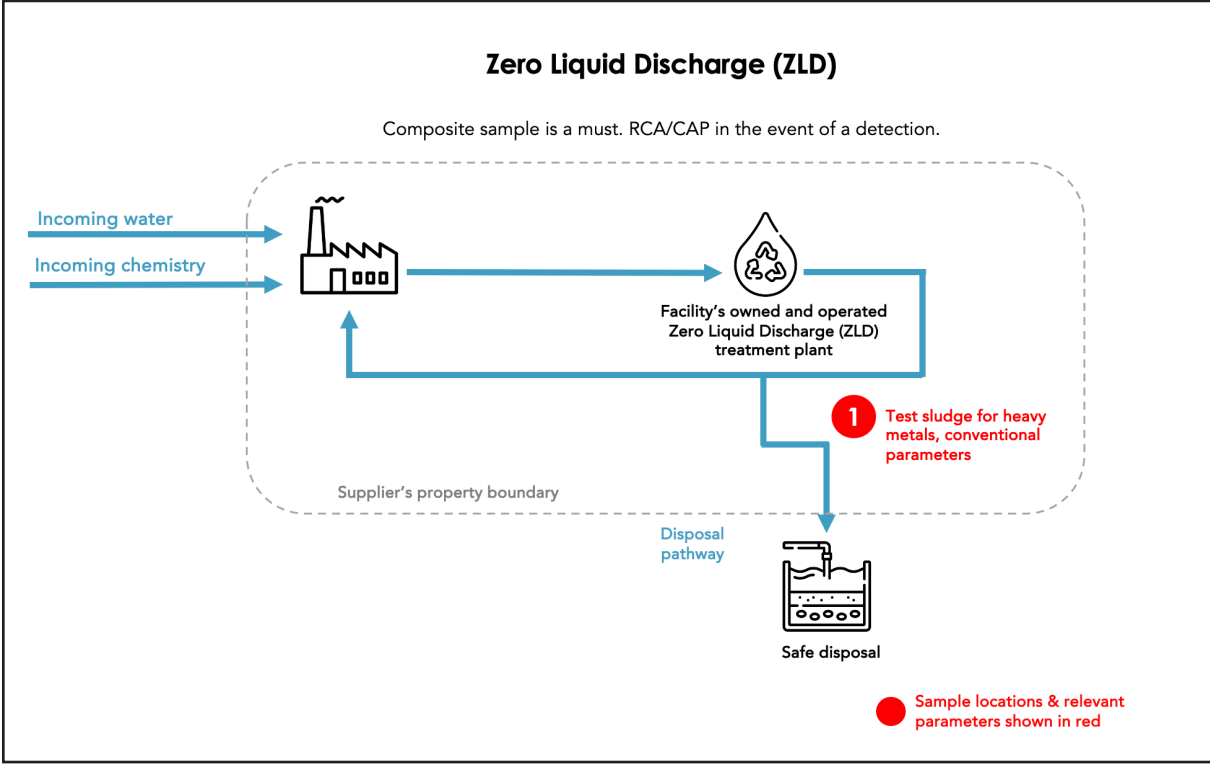 Zero Liquid Discharge (ZLD)
Composite sample is a must. RCA/CAP in the event of a detection.
Incoming water
Incoming chemistry
Facility's owned and operated
Zero Liquid Discharge (ZLD)
treatment plant
1
Test sludge for heavy
metals, conventional
parameters
Supplier's property boundary
Disposal
pathway
Safe disposal
Sample locations & relevant
parameters shown in red